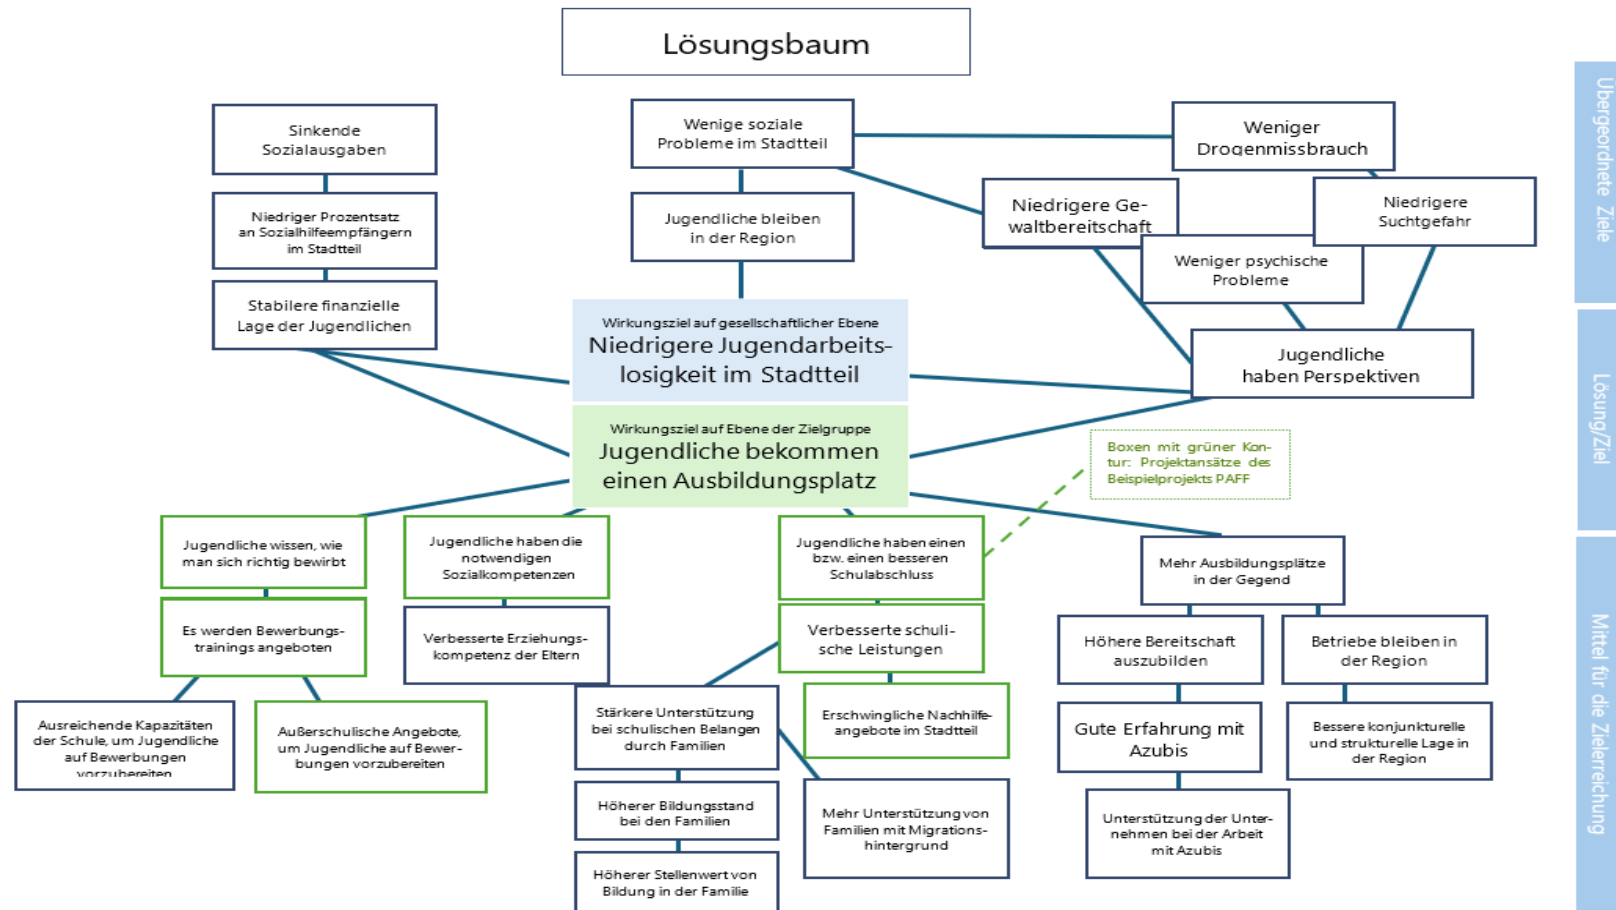 Lösungsbaum
Sinkende
Sozialausgaben
Niedriger Prozentsatz
an Sozialhilfeempfängern
im Stadtteil
Stabilere finanzielle
Lage der Jugendlichen
Wenige soziale
Probleme im Stadtteil
Jugendliche bleiben
in der Region
Weniger
Drogenmissbrauch
Niedrigere Ge-
waltbereitschaft
Niedrigere
Suchtgefahr
Weniger psychische
Probleme
Jugendliche
haben Perspektiven
Wirkungsziel auf gesellschaftlicher Ebene
Niedrigere Jugendarbeits-
losigkeit im Stadtteil
Wirkungsziel auf Ebene der Zielgruppe
Jugendliche bekommen
einen Ausbildungsplatz
Boxen mit grüner Kon-
tur: Projektansätze des
Beispielprojekts PAFF
Jugendliche wissen, wie
man sich richtig bewirbt
Es werden Bewerbungs-
trainings angeboten
Ausreichende Kapazitäten
der Schule, um Jugendliche
auf Bewerbungen
vorzubereiten
Außerschulische Angebote,
um Jugendliche auf Bewer-
bungen vorzubereiten
Jugendliche haben die
notwendigen
Sozialkompetenzen
Verbesserte Erziehungs-
kompetenz der Eltern
Jugendliche haben einen
bzw. einen besseren
Schulabschluss
Verbesserte schuli-
sche Leistungen
Stärkere Unterstützung
bei schulischen Belangen
durch Familien
Höherer Bildungsstand
bei den Familien
Höherer Stellenwert von
Bildung in der Familie
Erschwingliche Nachhilfe-
angebote im Stadtteil
Mehr Unterstützung von
Familien mit Migrations-
hintergrund
Mehr Ausbildungsplätze
in der Gegend
Höhere Bereitschaft
auszubilden
Gute Erfahrung mit
Azubis
Unterstützung der Unter-
nehmen bei der Arbeit
mit Azubis
Betriebe bleiben in
der Region
Bessere konjunkturelle
und strukturelle Lage in
der Region
Übergeordnete Ziele
Lösung/Ziel
Mittel für die Zielerreichung